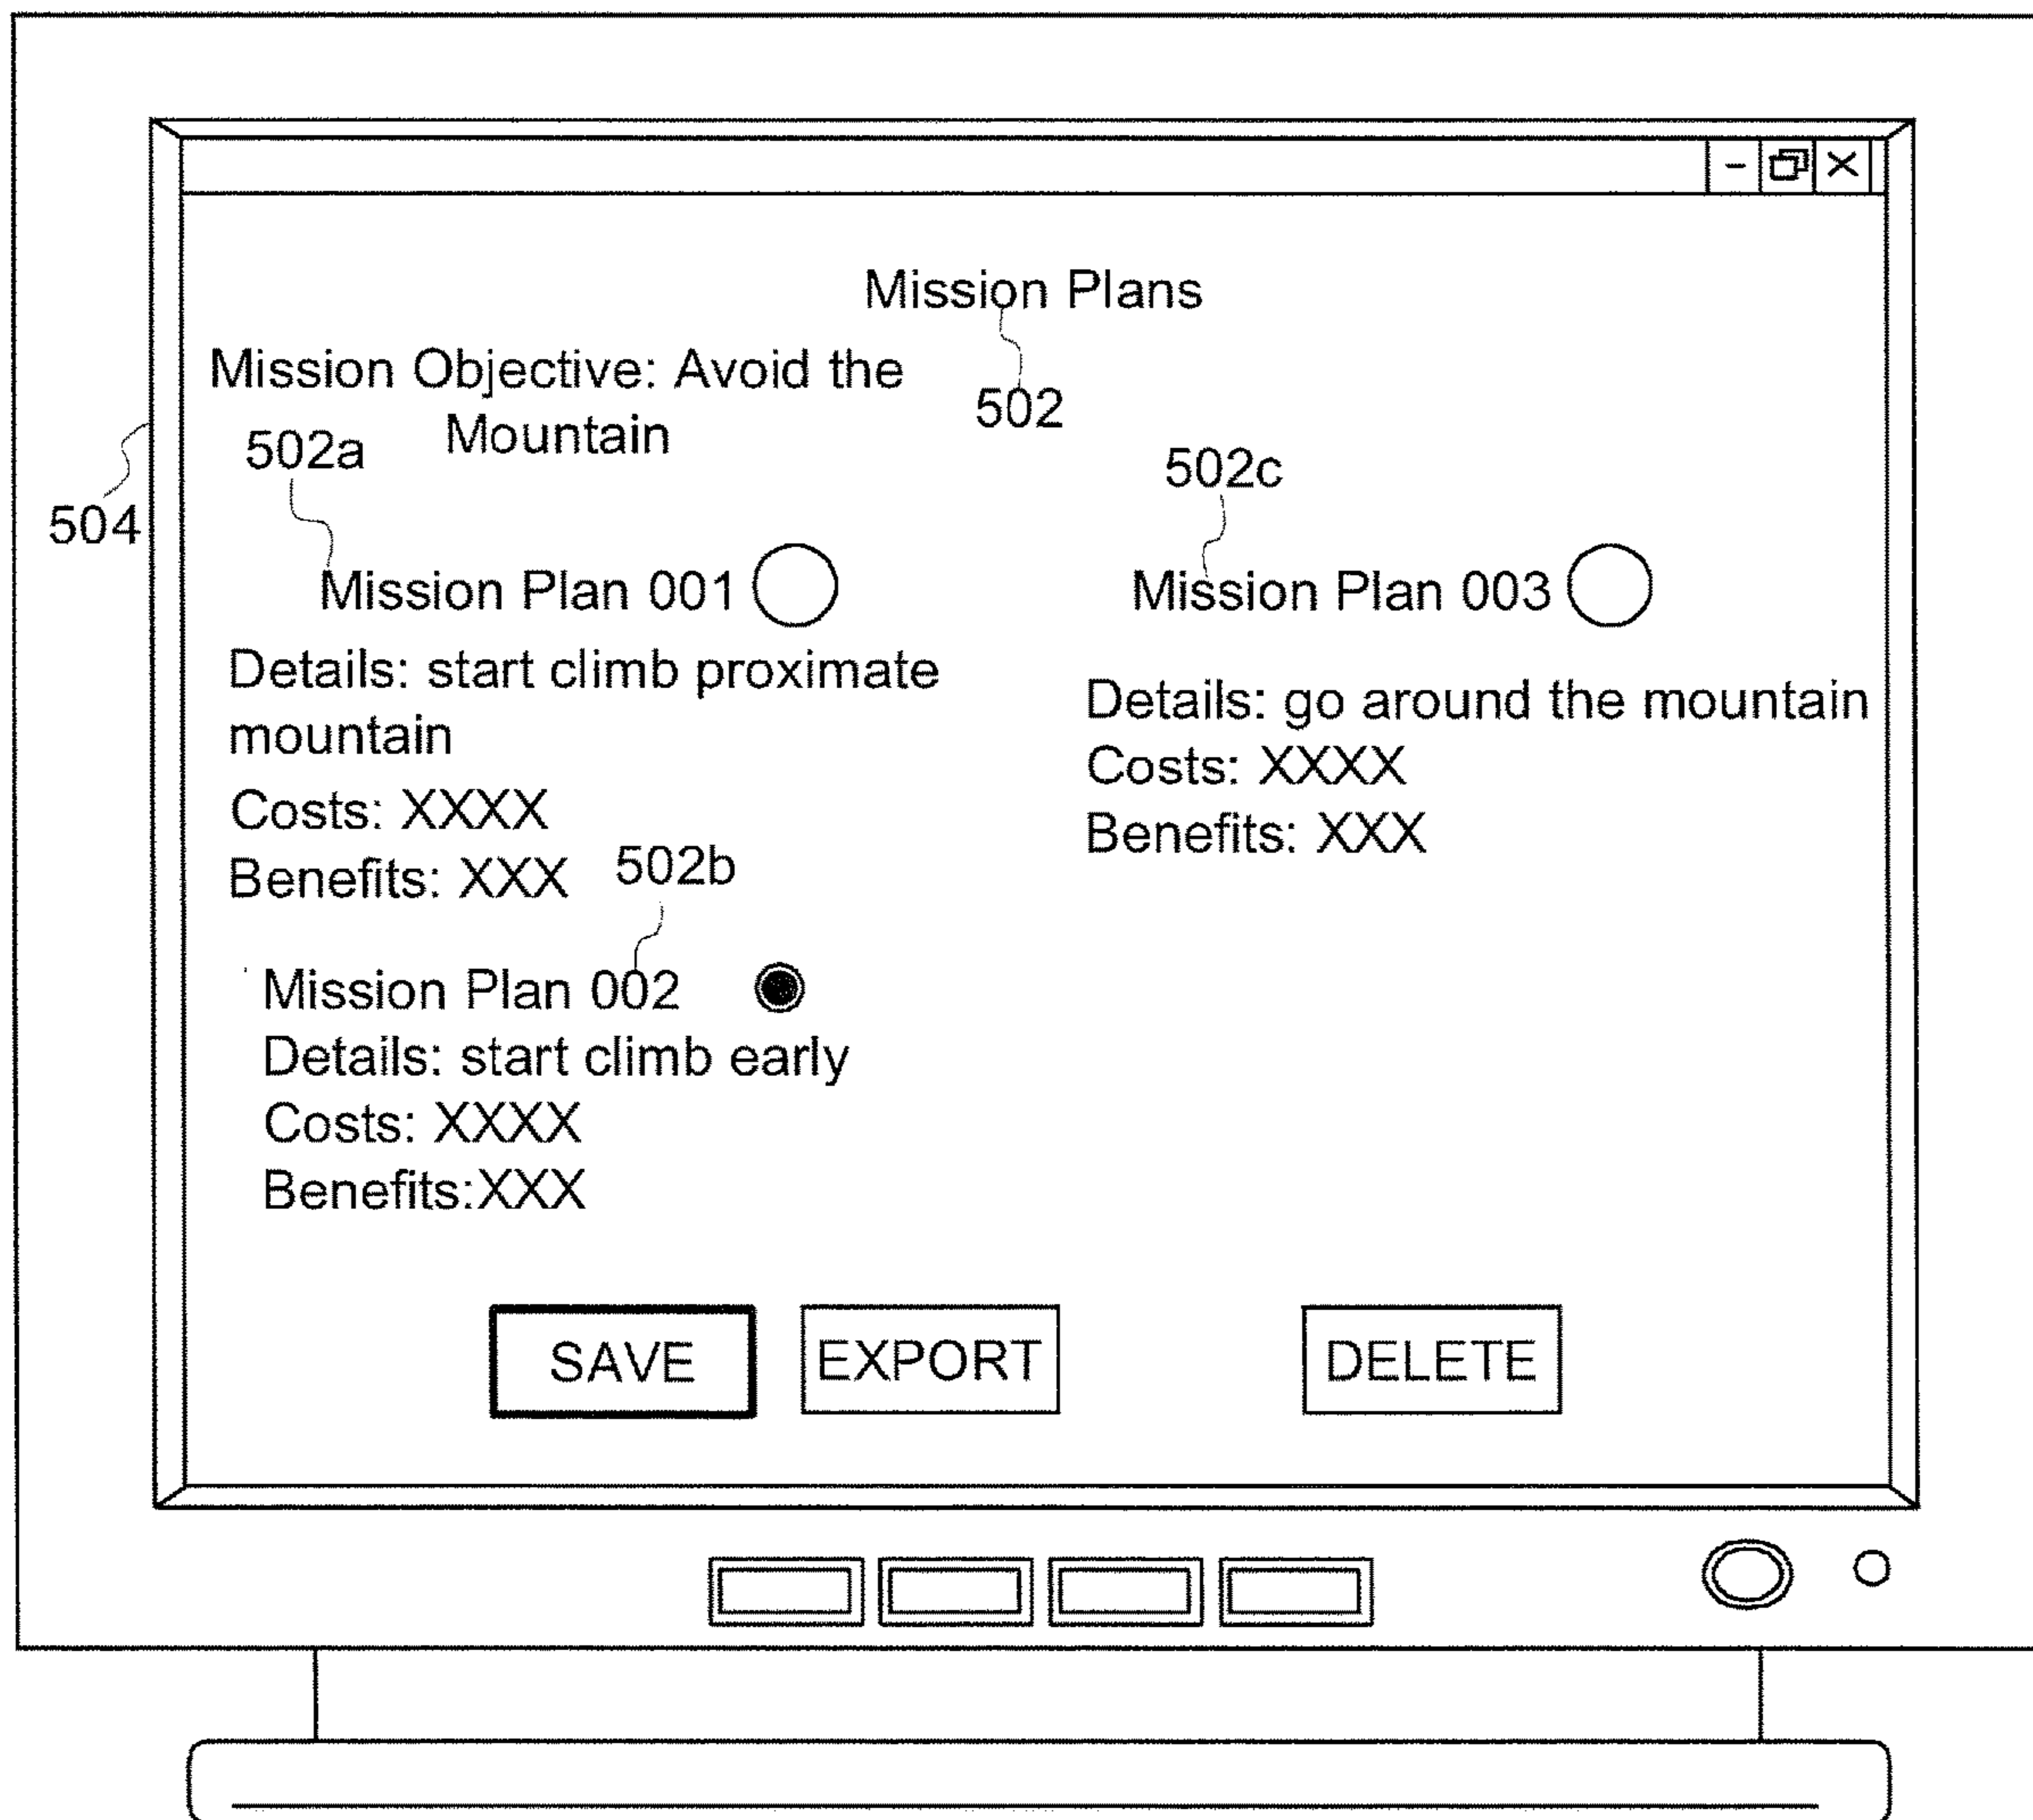 Mission Plans
502
Mission Objective: Avoid the
Mountain
504
502a
Mission Plan 001
Details: start climb proximate
mountain
Costs: XXXX
Benefits: XXX
502b
Mission Plan 002
Details: start climb early
Costs: XXXX
Benefits:XXX
502c
Mission Plan 003
Details: go around the mountain
Costs: XXXX
Benefits: XXX
SAVE
EXPORT
DELETE